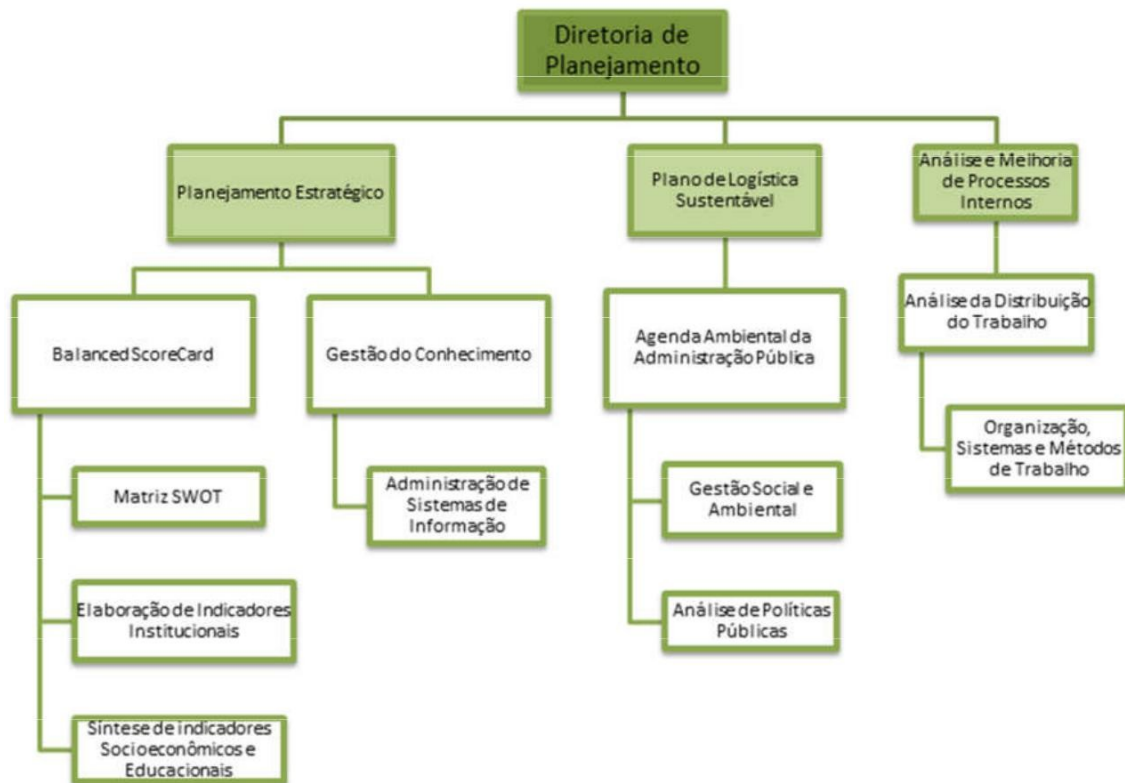 Diretoria de
Planejamento
Planejamento Estratégico
Plano de Logística
Sustentável
Análise e Melhoria
de Processos
Internos
Balanced ScoreCard
Gestão do Conhecimento
Agenda Ambiental da
Administração Pública
Análise da Distribuição
do Trabalho
Matriz SWOT
Administração de
Sistemas de
Informação
Gestão Social e
Ambiental
Organização,
Sistemas e Métodos
de Trabalho
Elaboração de Indicadores
Institucionais
Análise de Políticas
Públicas
Síntese de indicadores
Socioeconômicos e
Educacionais